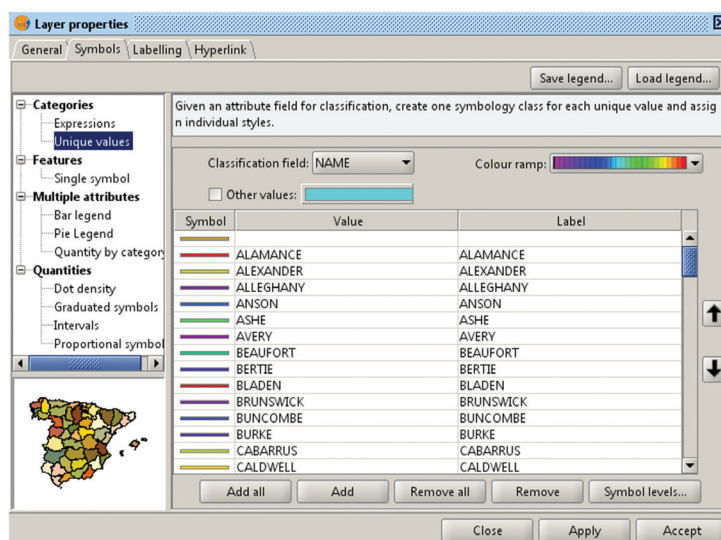 Layer properties
General Symbols Labelling Hyperlink
Save legend... Load legend...
Categories
Expressions
Unique values
Features
Single symbol
Multiple attributes
Bar legend
Pie Legend
Quantity by category
Quantities
Dot density
Graduated symbols
Intervals
Proportional symbol
Given an attribute field for classification, create one symbology class for each unique value and assig
n individual styles.
Classification field: NAME Colour ramp:
Other values:
Symbol Value Label
ALAMANCE ALAMANCE
ALEXANDER ALEXANDER
ALLEGHANY ALLEGHANY
ANSON ANSON
ASHE ASHE
AVERY AVERY
BEAUFORT BEAUFORT
BERTIE BERTIE
BLADEN BLADEN
BRUNSWICK BRUNSWICK
BUNCOMBE BUNCOMBE
BURKE BURKE
CABARRUS CABARRUS
CALDWELL CALDWELL
Add all Add Remove all Remove Symbol levels...
Close Apply Accept